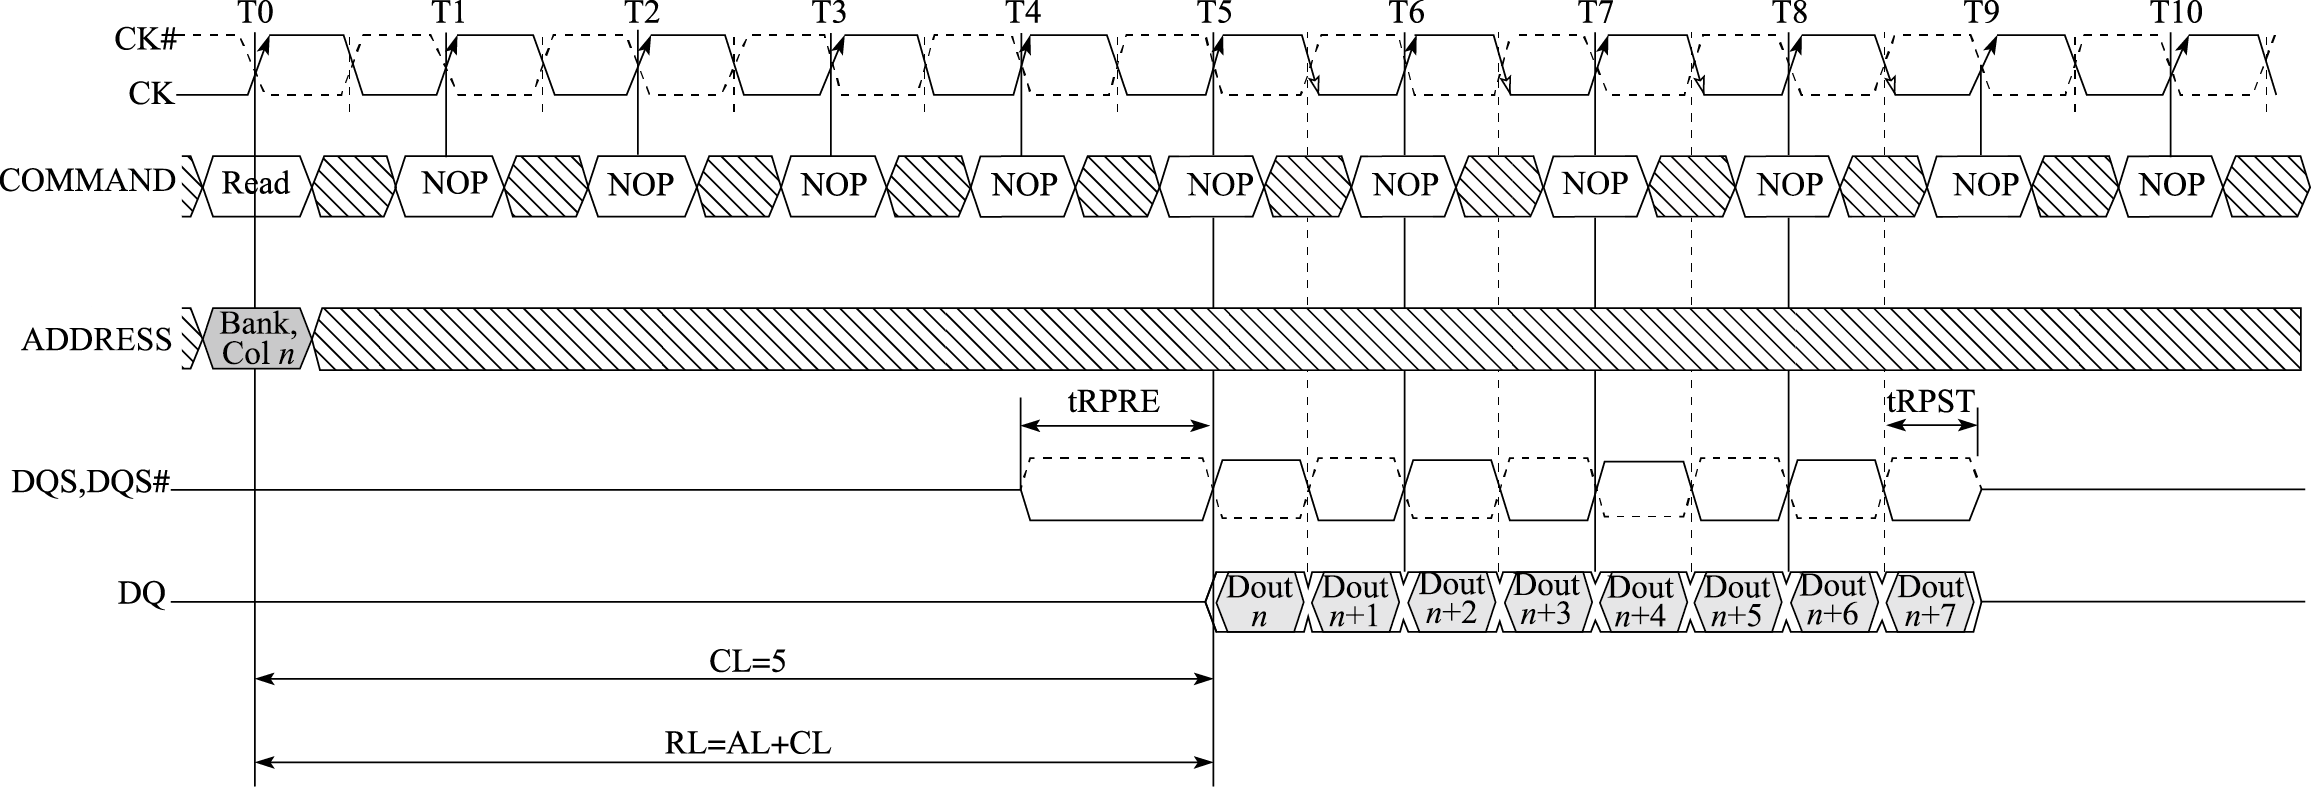 T0 T1 T2 T3 T4 T5 T6 T7 T8 T9 T10
CK#
CK
COMMAND Read NOP NOP NOP NOP NOP NOP NOP NOP NOP NOP
ADDRESS Bank,
Col n
tRPRE tRPST
DQS,DQS#
DQ Dout Dout Dout Dout Dout Dout Dout Dout
n n+1 n+2 n+3 n+4 n+5 n+6 n+7
CL=5
RL=AL+CL